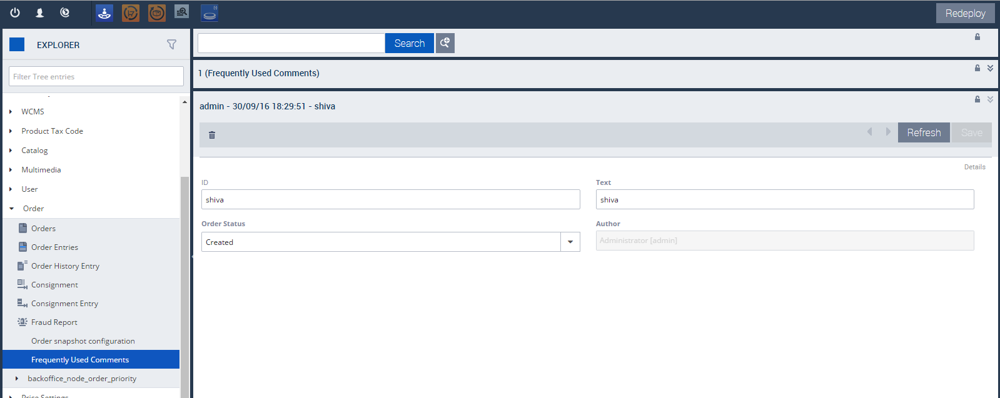 Redeploy
EXPLORER
Filter Tree entries
WCMS
Product Tax Code
Catalog
Multimedia
User
Order
Orders
Order Entries
Order History Entry
Consignment
Consignment Entry
Fraud Report
Order snapshot configuration
Frequently Used Comments
backoffice_node_order_priority
Price Settings
Search
1 (Frequently Used Comments)
admin - 30/09/16 18:29:51 - shiva
Refresh Save
Details
ID Text
shiva shiva
Order Status Author
Created Administrator [admin]